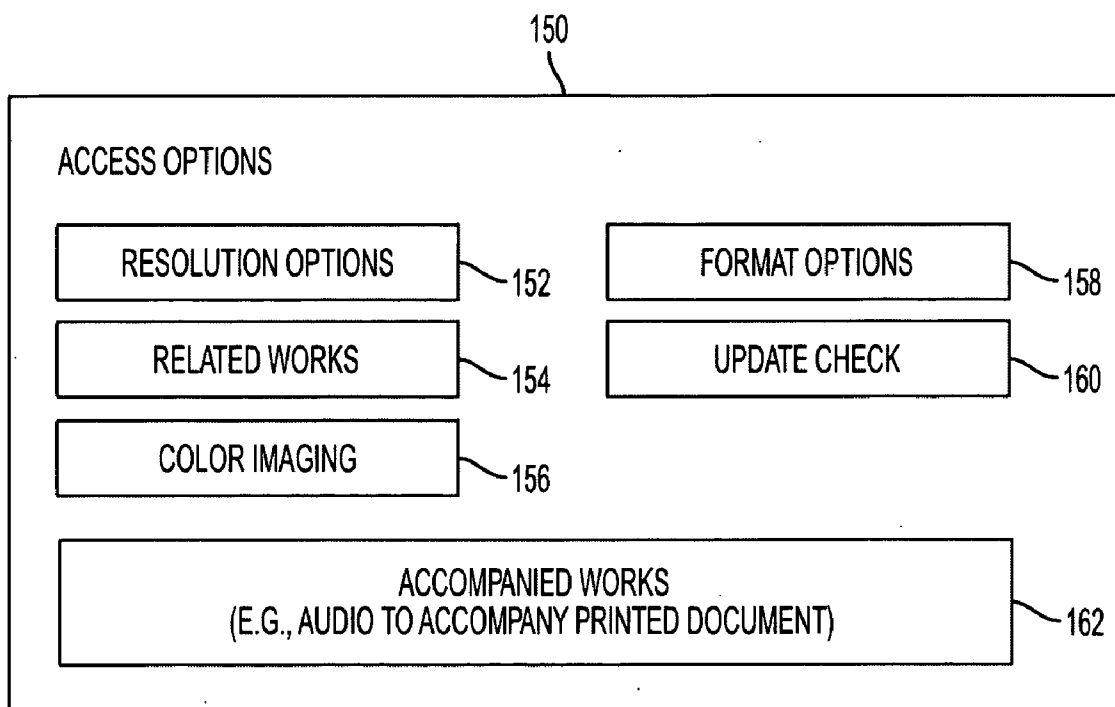 150
ACCESS OPTIONS
RESOLUTION OPTIONS
152
FORMAT OPTIONS
158
RELATED WORKS
154
UPDATE CHECK
160
COLOR IMAGING
156
ACCOMPANIED WORKS
(E.G., AUDIO TO ACCOMPANY PRINTED DOCUMENT)
162